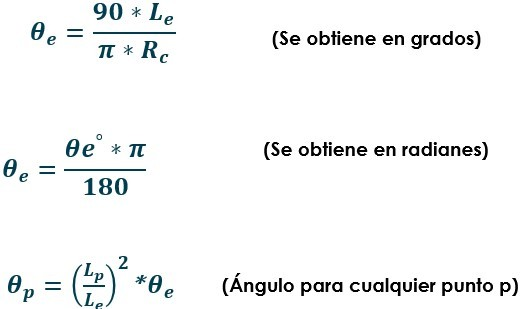 θₑ = (90 * Lₑ) / (π * R_c) (Se obtiene en grados)
θₑ = (θe° * π) / 180 (Se obtiene en radianes)
θₚ = (Lₚ / Lₑ)² * θₑ (Ángulo para cualquier punto p)